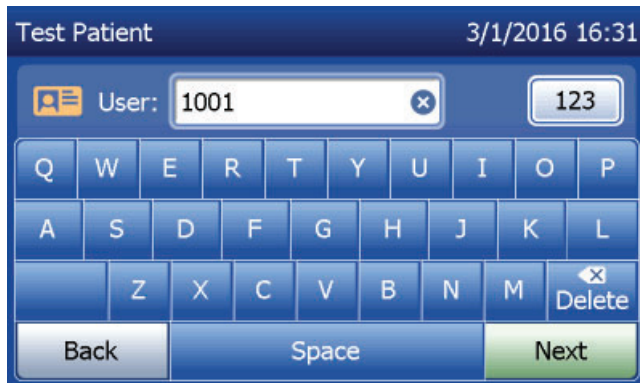 Test Patient 3/1/2016 16:31
User: 1001 123
Q W E R T Y U I O P
A S D F G H J K L
Z X C V B N M Delete
Back Space Next